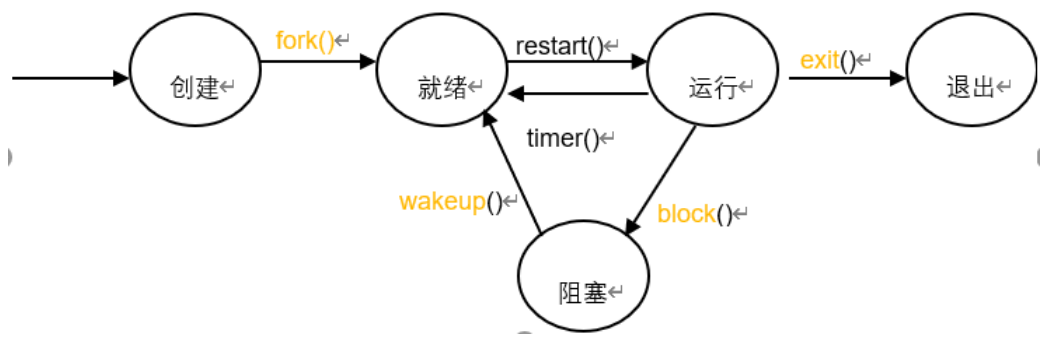 fork()↵
restart()↵
exit()↵
创建↵
就绪↵
运行↵
退出↵
timer()↵
wakeup()↵
block()↵
阻塞↵